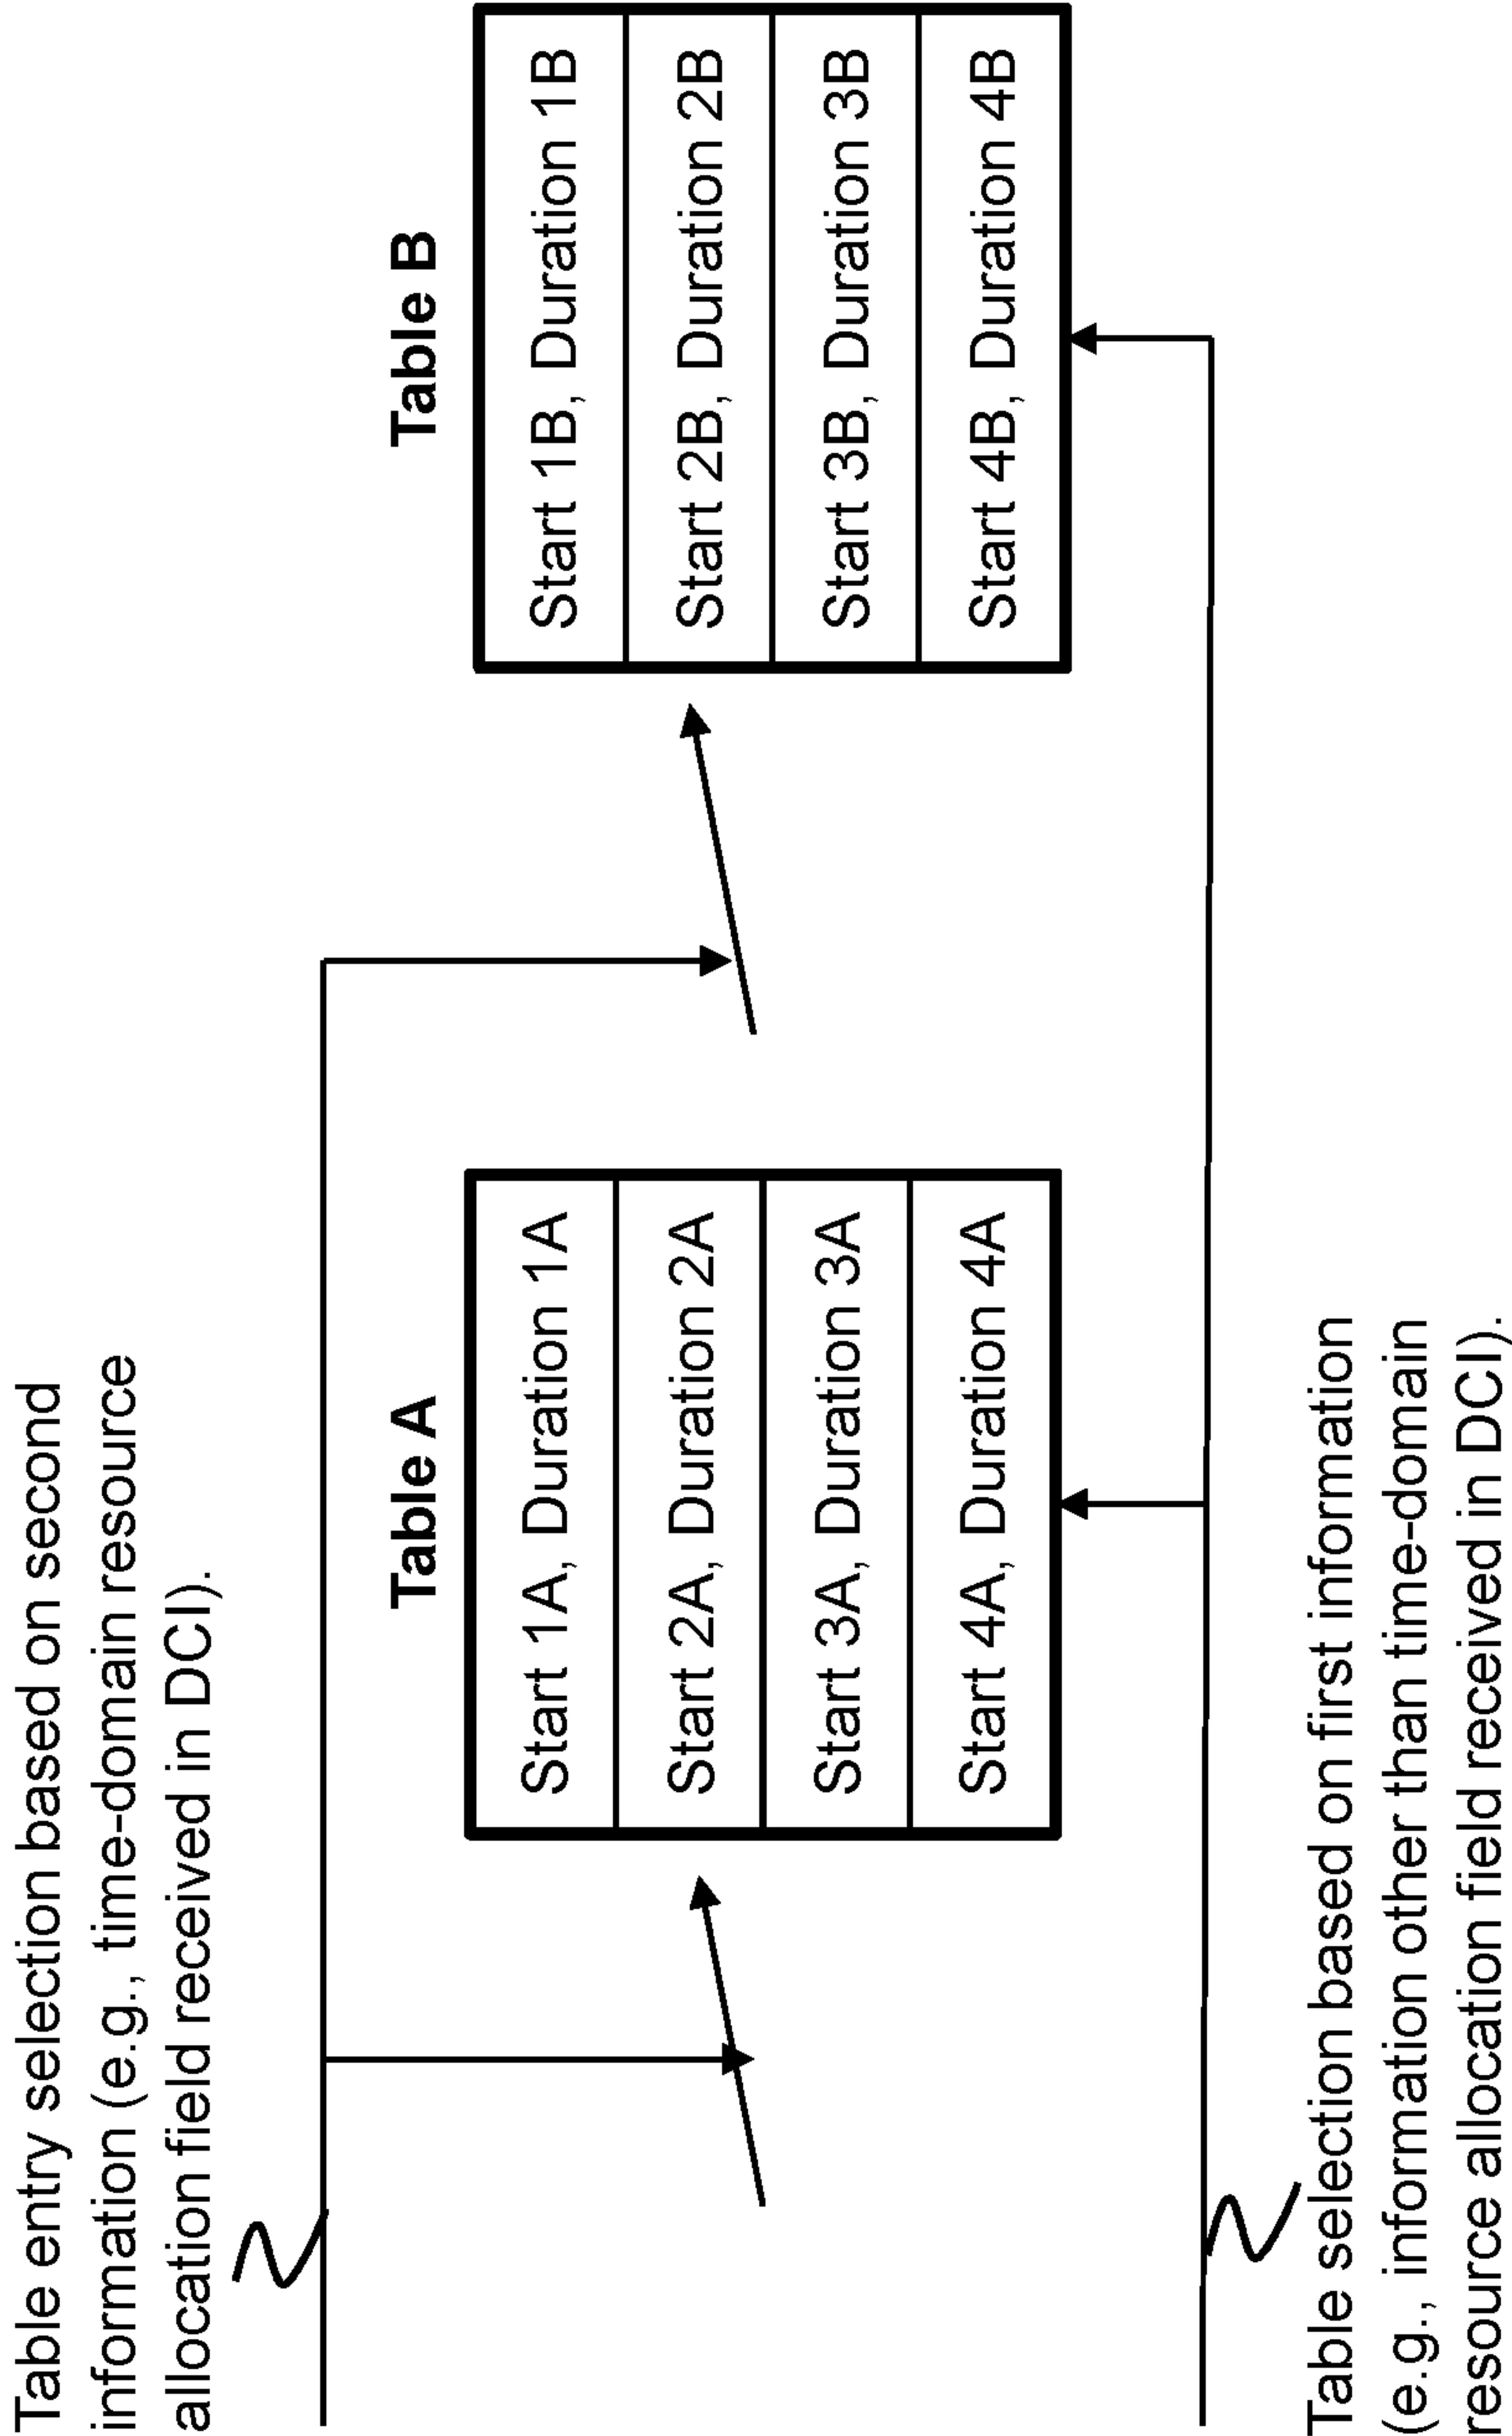 Table entry selection based on second
information (e.g., time-domain resource
allocation field received in DCI).
Table A
Start 1A, Duration 1A
Start 2A, Duration 2A
Start 3A, Duration 3A
Start 4A, Duration 4A
Table B
Start 1B, Duration 1B
Start 2B, Duration 2B
Start 3B, Duration 3B
Start 4B, Duration 4B
Table selection based on first information
(e.g., information other than time-domain
resource allocation field received in DCI).